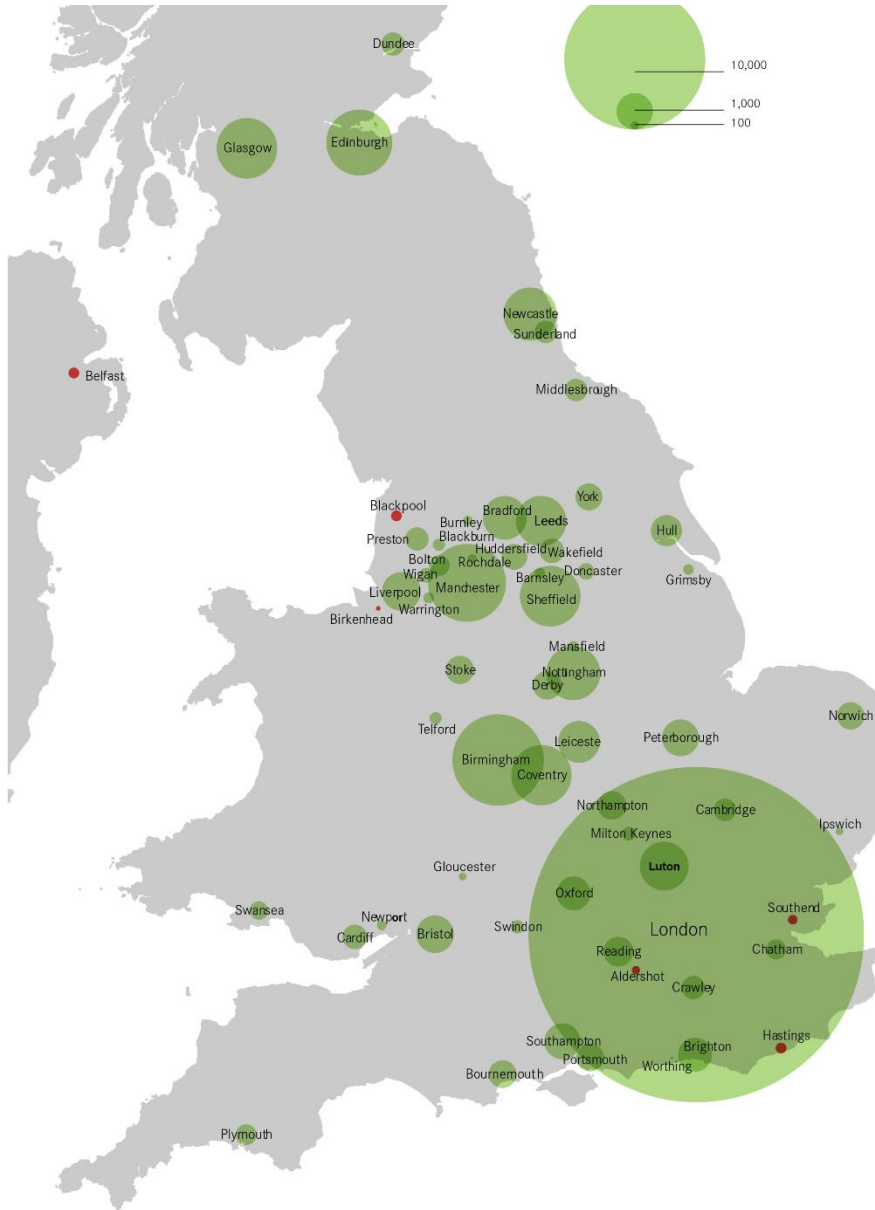 Dundee
10,000
1,000
100
Glasgow
Edinburgh
Newcastle
Sunderland
Belfast
Middlesbrough
York
Blackpool
Burnley
Bradford
Leeds
Hull
Preston
Blackburn
Huddersfield
Wakefield
Bolton
Rochdale
Wigan
Manchester
Barnsley
Doncaster
Grimsby
Liverpool
Sheffield
Warrington
Birkenhead
Mansfield
Stoke
Nottingham
Derby
Norwich
Telford
Leiceste
Peterborough
Birmingham
Coventry
Northampton
Cambridge
Milton Keynes
Ipswich
Gloucester
Luton
Oxford
Swansea
Newport
Southend
Cardiff
Bristol
Swindon
London
Reading
Chatham
Aldershot
Crawley
Southampton
Brighton
Hastings
Portsmouth
Worthing
Bournemouth
Plymouth